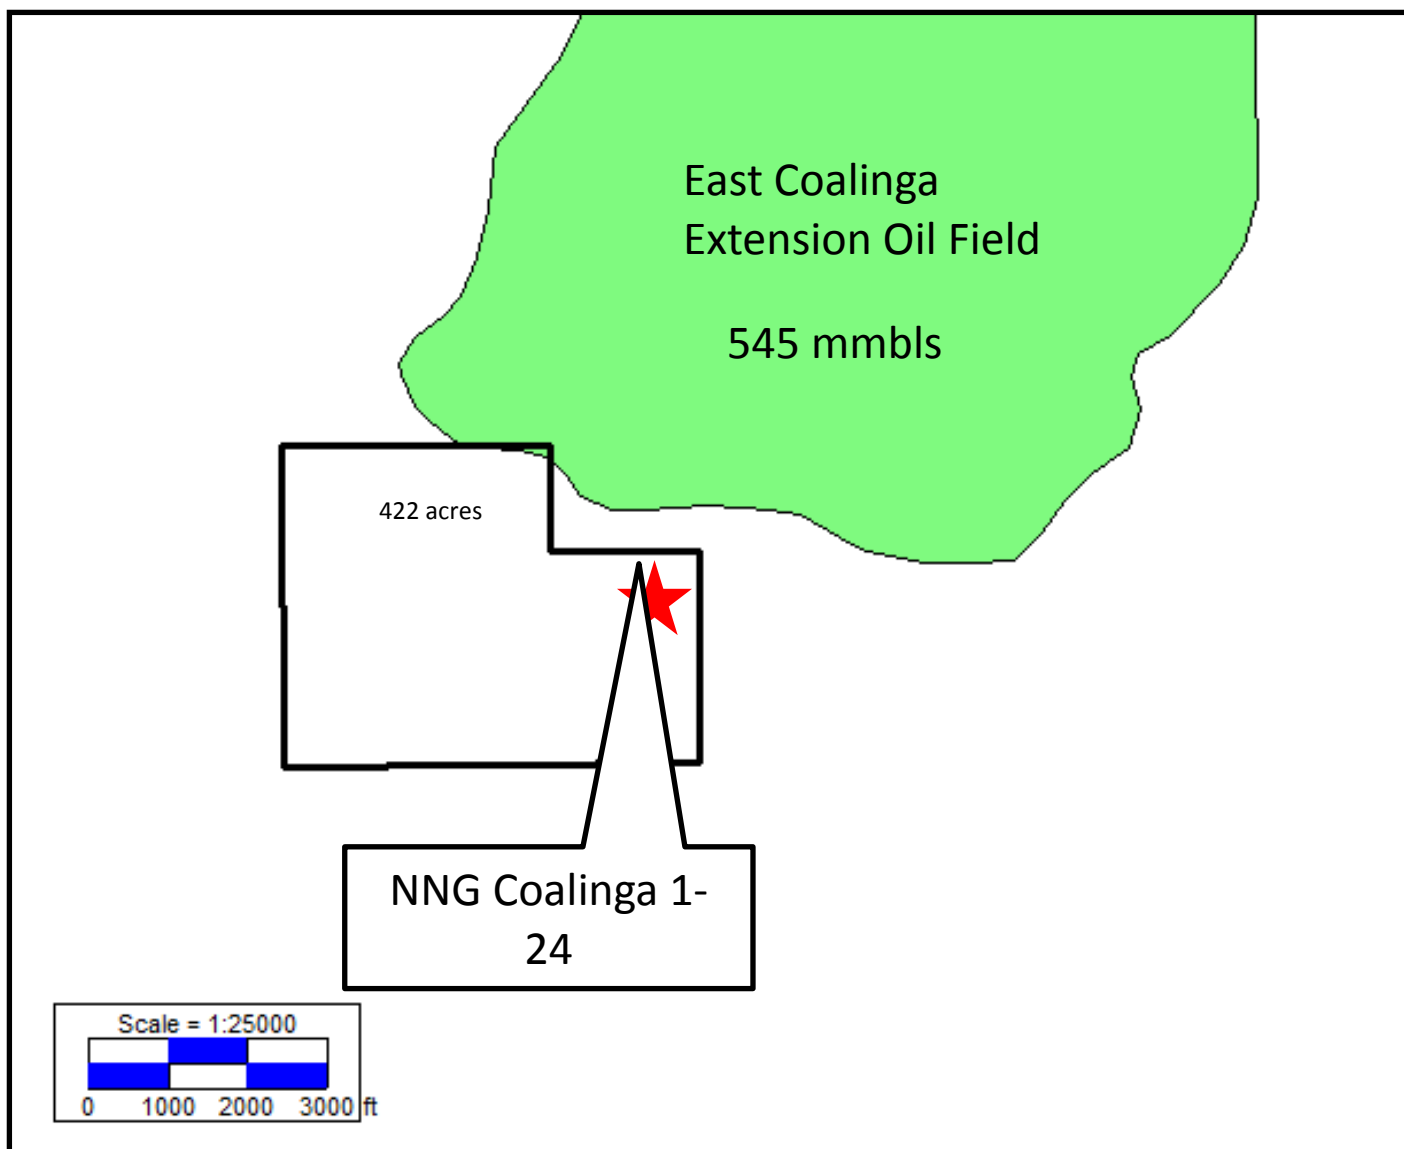 East Coalinga
Extension Oil Field
545 mmbls
422 acres
NNG Coalinga 1-
24
Scale = 1:25000
0 1000 2000 3000 ft